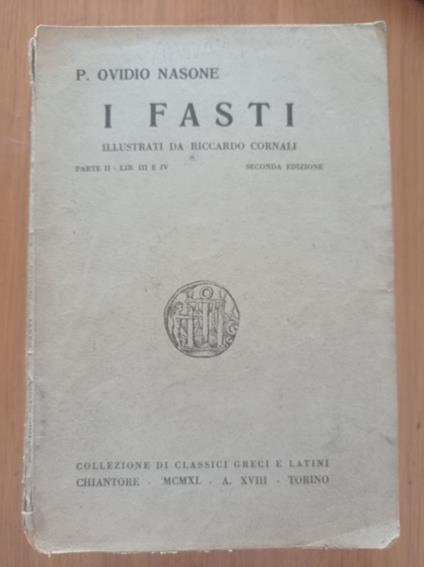 P. OVIDIO NASONE
I FASTI
ILLUSTRATI DA RICCARDO CORNALI
PARTE II - LIB. III E IV SECONDA EDIZIONE
COLLEZIONE DI CLASSICI GRECI E LATINI
CHIANTORE - MCMXL - A. XVIII - TORINO